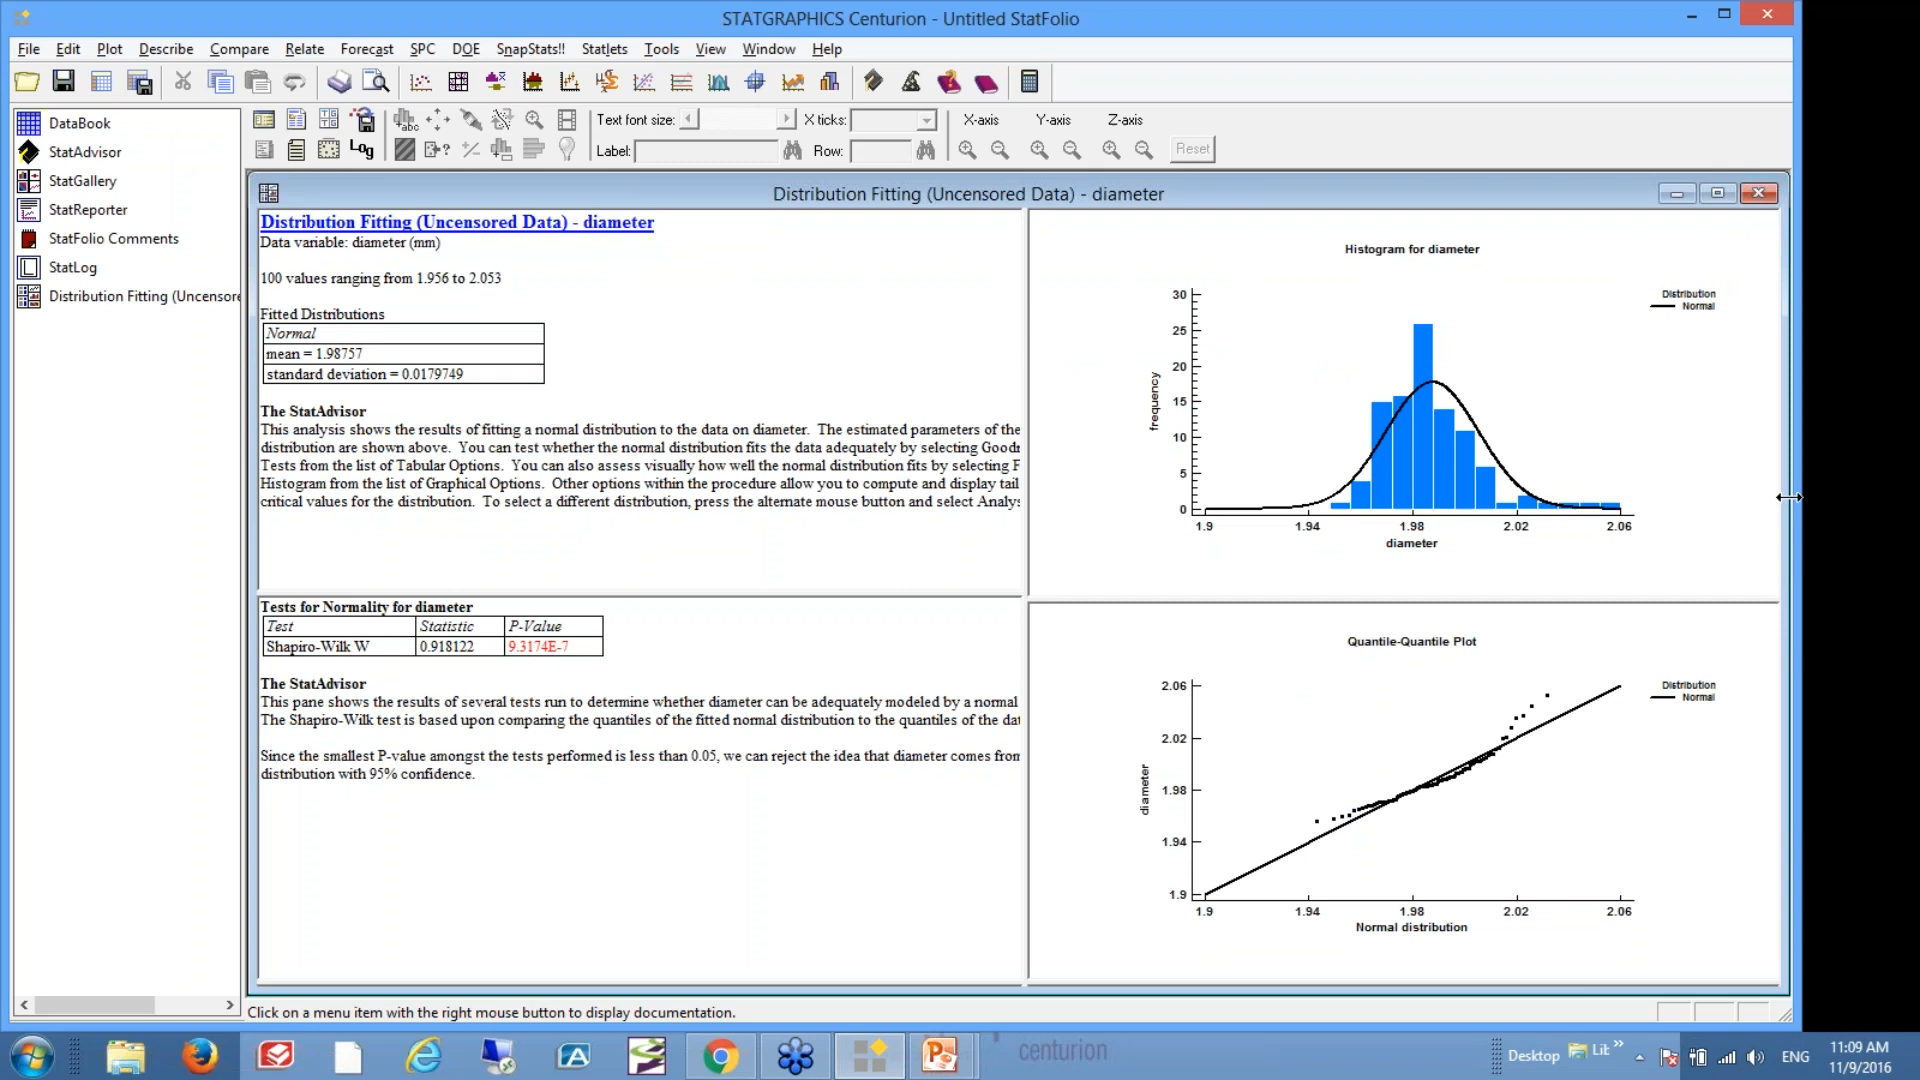 STATGRAPHICS Centurion - Untitled StatFolio
File Edit Plot Describe Compare Relate Forecast SPC DOE SnapStats!! Statlets Tools View Window Help
DataBook
StatAdvisor
StatGallery
StatReporter
StatFolio Comments
StatLog
Distribution Fitting (Uncensore
abc
Log
Text font size:
X ticks:
X-axis
Y-axis
Z-axis
Label:
Row:
Reset
Distribution Fitting (Uncensored Data) - diameter
Distribution Fitting (Uncensored Data) - diameter
Data variable: diameter (mm)
100 values ranging from 1.956 to 2.053
Fitted Distributions
Normal
mean = 1.98757
standard deviation = 0.0179749
The StatAdvisor
This analysis shows the results of fitting a normal distribution to the data on diameter. The estimated parameters of the
distribution are shown above. You can test whether the normal distribution fits the data adequately by selecting Goodr
Tests from the list of Tabular Options. You can also assess visually how well the normal distribution fits by selecting F
Histogram from the list of Graphical Options. Other options within the procedure allow you to compute and display tail
critical values for the distribution. To select a different distribution, press the alternate mouse button and select Analys
Histogram for diameter
Distribution
Normal
frequency
30
25
20
15
10
5
0
1.9 1.94 1.98 2.02 2.06
diameter
Tests for Normality for diameter
Test Statistic P-Value
Shapiro-Wilk W 0.918122 9.3174E-7
The StatAdvisor
This pane shows the results of several tests run to determine whether diameter can be adequately modeled by a normal
The Shapiro-Wilk test is based upon comparing the quantiles of the fitted normal distribution to the quantiles of the dat
Since the smallest P-value amongst the tests performed is less than 0.05, we can reject the idea that diameter comes from
distribution with 95% confidence.
Quantile-Quantile Plot
Distribution
Normal
diameter
2.06
2.02
1.98
1.94
1.9
1.9 1.94 1.98 2.02 2.06
Normal distribution
Click on a menu item with the right mouse button to display documentation.
centurion
Desktop
Lib
ENG
11:09 AM
11/9/2016